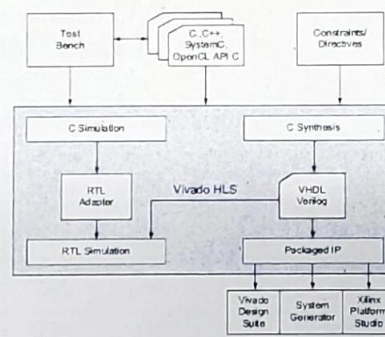 Test
Bench
C, C++,
SystemC,
OpenCL API C
Constraints/
Directives
C Simulation
C Synthesis
RTL
Adapter
Vivado HLS
VHDL
Verilog
RTL Simulation
Packaged IP
Vivado
Design
Suite
System
Generator
Xilinx
Platform
Studio